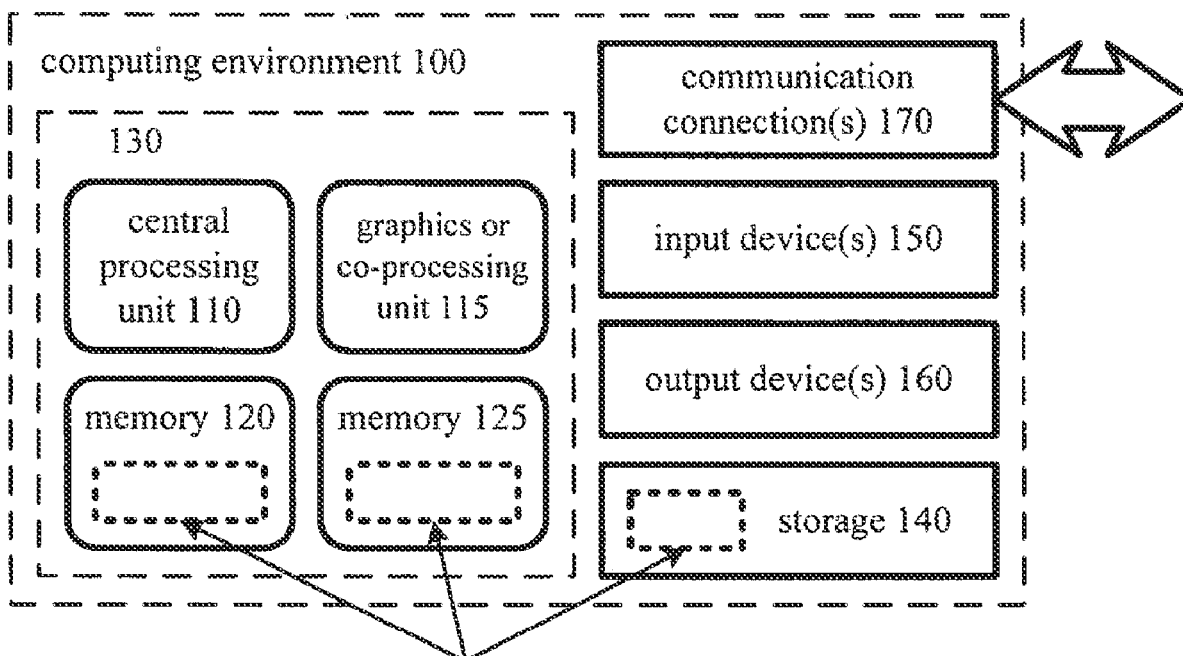 computing environment 100
130
central
processing
unit 110
graphics or
co-processing
unit 115
memory 120
memory 125
communication
connection(s) 170
input device(s) 150
output device(s) 160
storage 140